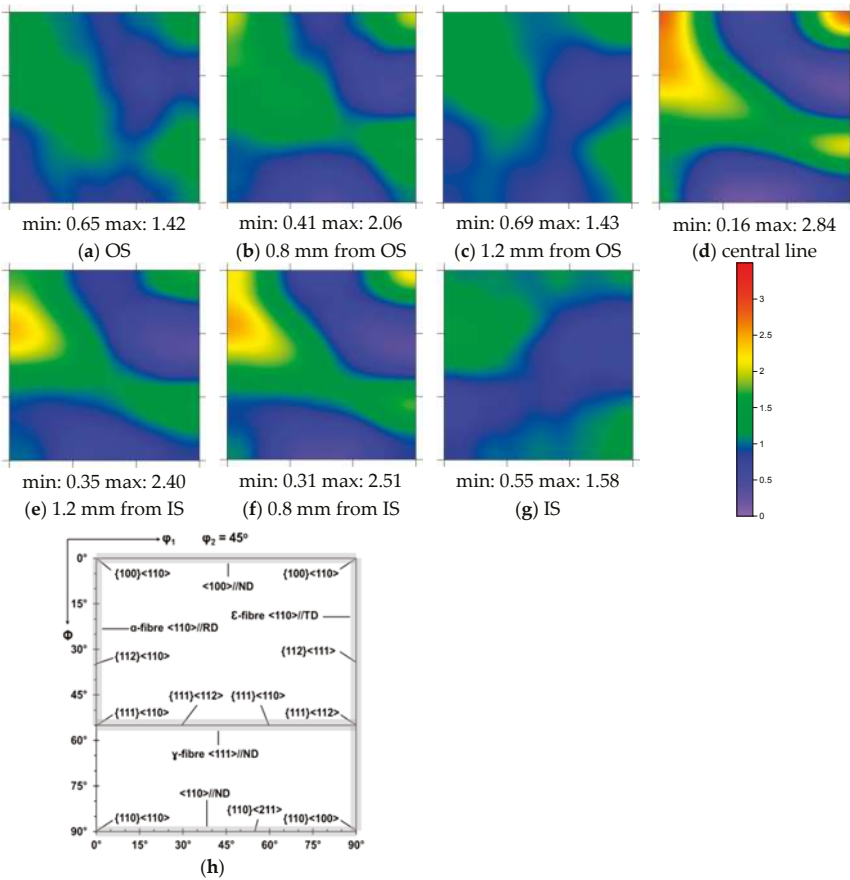 min: 0.65 max: 1.42
(a) OS
min: 0.41 max: 2.06
(b) 0.8 mm from OS
min: 0.69 max: 1.43
(c) 1.2 mm from OS
min: 0.16 max: 2.84
(d) central line
min: 0.35 max: 2.40
(e) 1.2 mm from IS
min: 0.31 max: 2.51
(f) 0.8 mm from IS
min: 0.55 max: 1.58
(g) IS
3
2.5
2
1.5
1
0.5
0
φ₁ φ₂ = 45°
Φ
0°
15°
30°
45°
60°
75°
90°
{100}<110> {100}<110>
<100>//ND
Ɛ-fibre <110>//TD
α-fibre <110>//RD
{112}<110> {112}<111>
{111}<112> {111}<110>
{111}<110> {111}<112>
ɣ-fibre <111>//ND
<110>//ND
{110}<211>
{110}<110> {110}<100>
0° 15° 30° 45° 60° 75° 90°
(h)